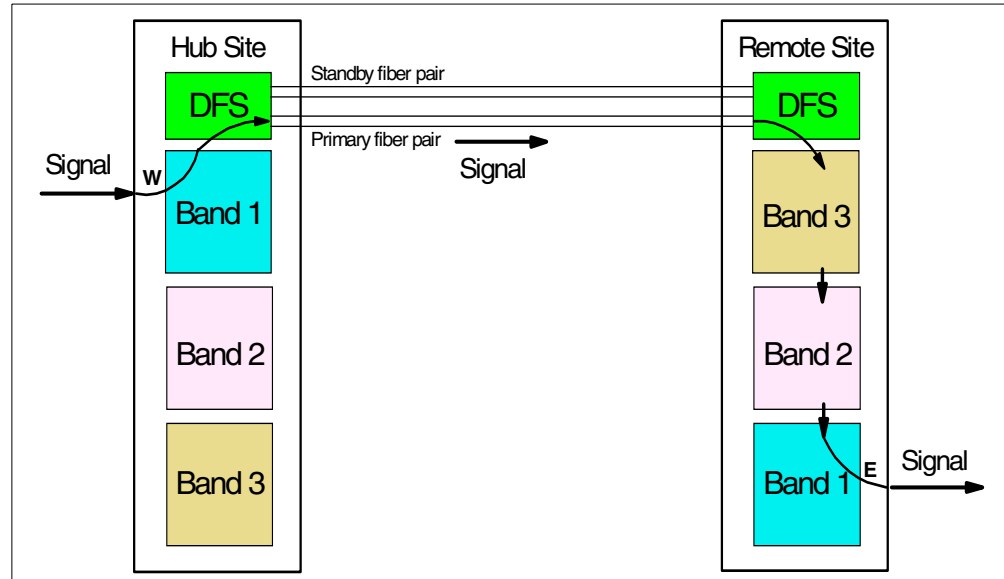 Hub Site
DFS
Signal
W
Band 1
Band 2
Band 3
Standby fiber pair
Primary fiber pair
Signal
Remote Site
DFS
Band 3
Band 2
Band 1
E
Signal